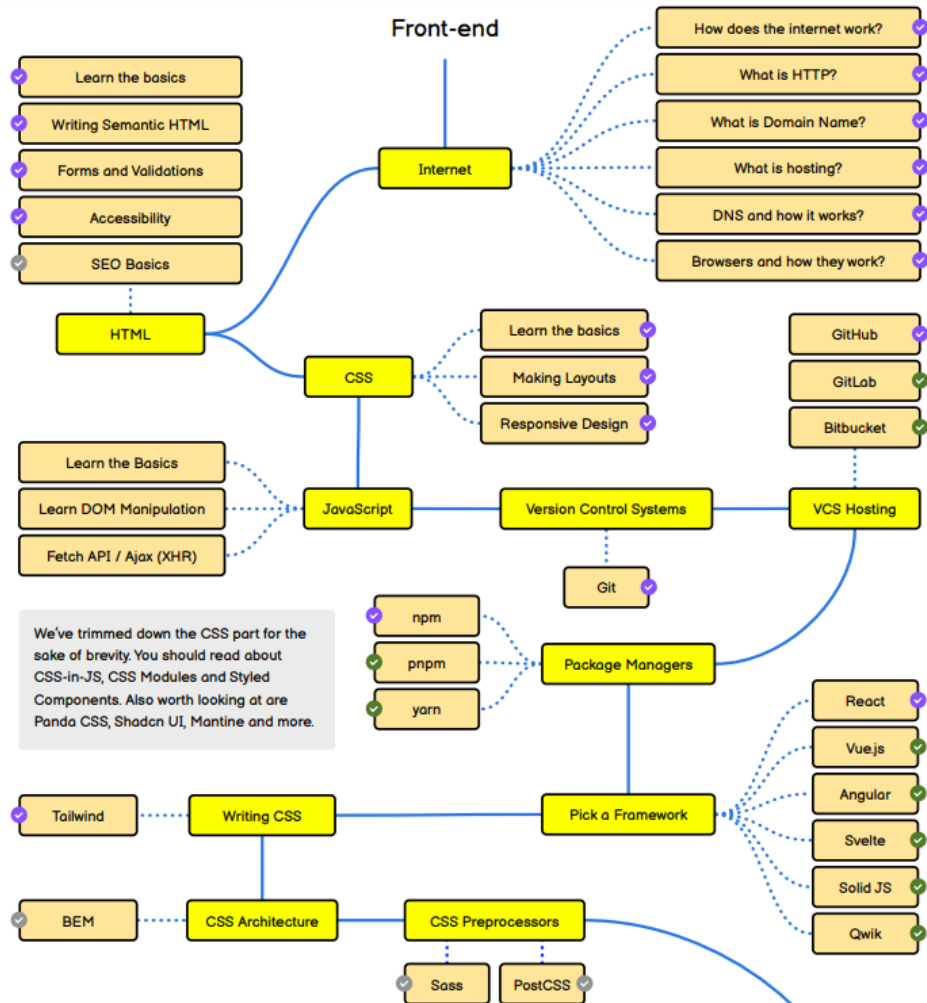 Front-end
Learn the basics
Writing Semantic HTML
Forms and Validations
Accessibility
SEO Basics
HTML
Internet
How does the internet work?
What is HTTP?
What is Domain Name?
What is hosting?
DNS and how it works?
Browsers and how they work?
CSS
Learn the basics
Making Layouts
Responsive Design
GitHub
GitLab
Bitbucket
Learn the Basics
Learn DOM Manipulation
Fetch API / Ajax (XHR)
JavaScript
Version Control Systems
VCS Hosting
Git
We've trimmed down the CSS part for the
sake of brevity. You should read about
CSS-in-JS, CSS Modules and Styled
Components. Also worth looking at are
Panda CSS, Shadcn UI, Mantine and more.
npm
pnpm
yarn
Package Managers
React
Vue.js
Angular
Svelte
Solid JS
Qwik
Tailwind
Writing CSS
Pick a Framework
BEM
CSS Architecture
CSS Preprocessors
Sass
PostCSS